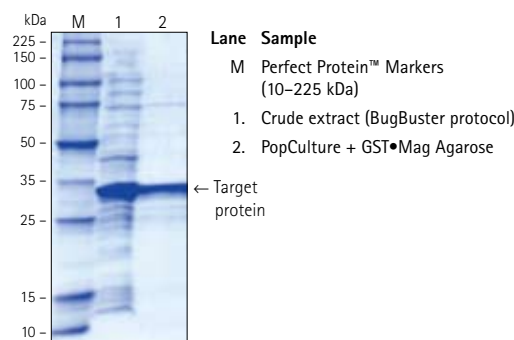 kDa M 1 2
225 –
150 –
100 –
75 –
50 –
35 –
25 –
15 –
10 –
← Target
protein
Lane Sample
M Perfect Protein™ Markers
(10–225 kDa)
1. Crude extract (BugBuster protocol)
2. PopCulture + GST•Mag Agarose